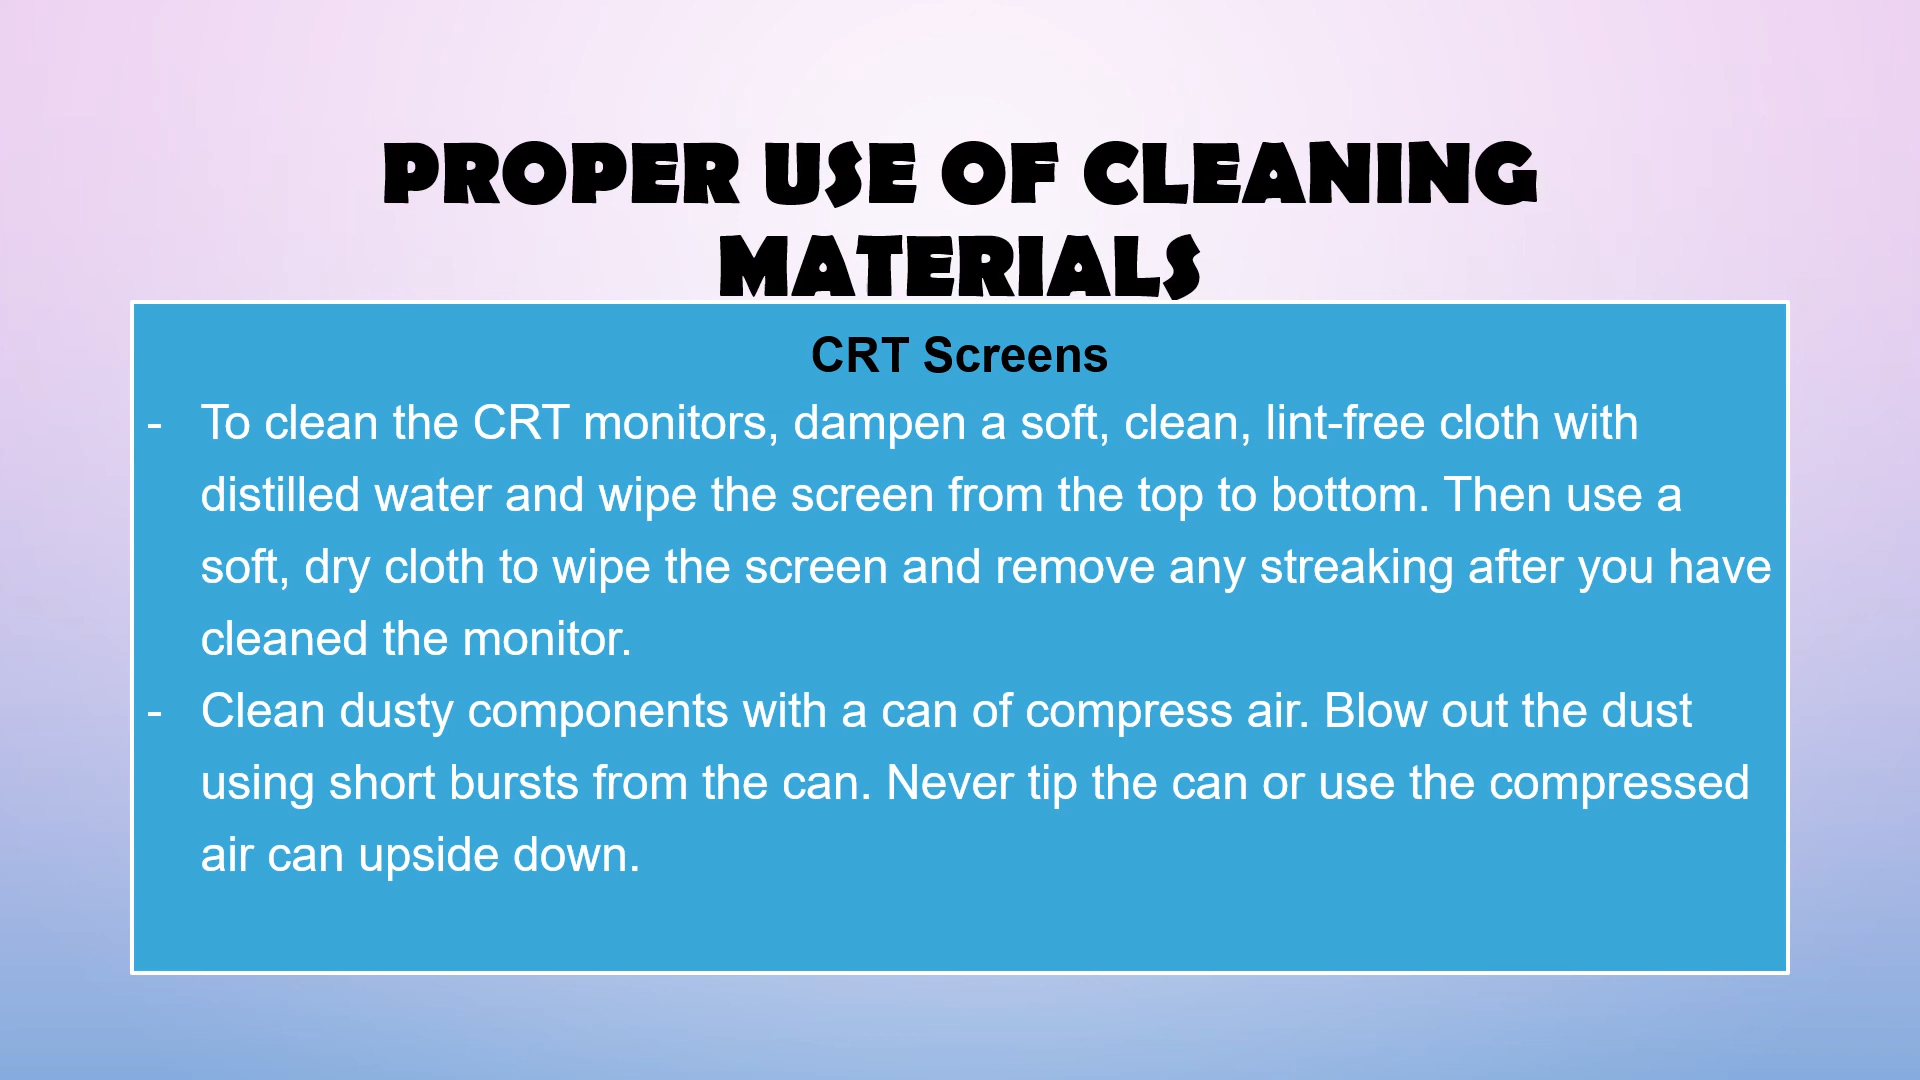 PROPER USE OF CLEANING
MATERIALS
CRT Screens
- To clean the CRT monitors, dampen a soft, clean, lint-free cloth with
distilled water and wipe the screen from the top to bottom. Then use a
soft, dry cloth to wipe the screen and remove any streaking after you have
cleaned the monitor.
- Clean dusty components with a can of compress air. Blow out the dust
using short bursts from the can. Never tip the can or use the compressed
air can upside down.